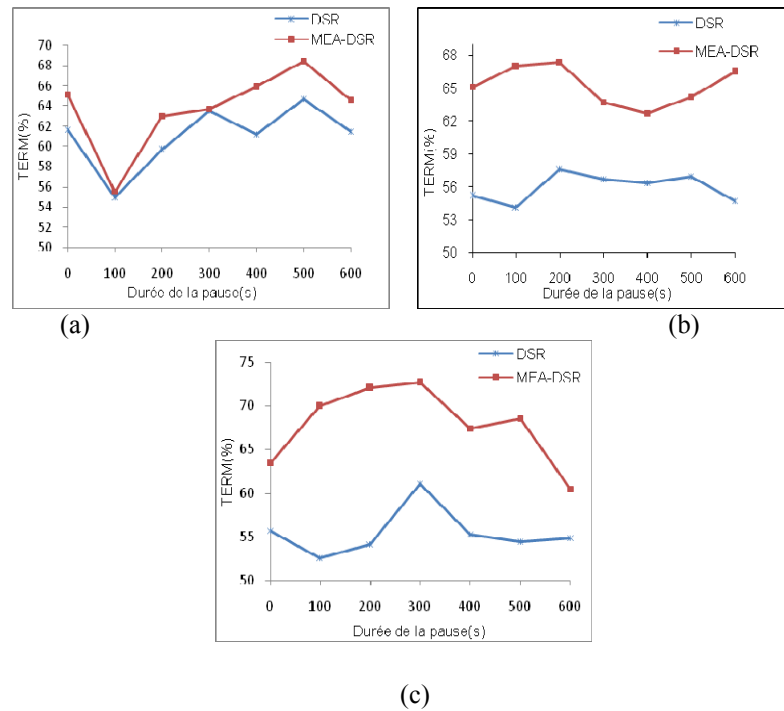 DSR
MEA-DSR
70
68
66
64
62
60
58
56
54
52
50
TERM(%)
0 100 200 300 400 500 600
Durée de la pause(s)
(a)
DSR
MEA-DSR
68
65
62
59
56
53
50
TERM(%)
0 100 200 300 400 500 600
Durée de la pause(s)
(b)
DSR
MEA-DSR
75
70
65
60
55
50
TERM(%)
0 100 200 300 400 500 600
Durée de la pause(s)
(c)